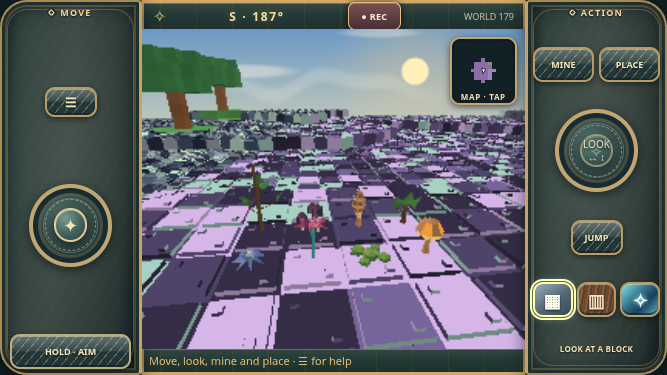 MOVE
S · 187°
● REC
WORLD 179
ACTION
MINE
PLACE
MAP · TAP
LOOK
JUMP
HOLD · AIM
LOOK AT A BLOCK
Move, look, mine and place · ☰ for help